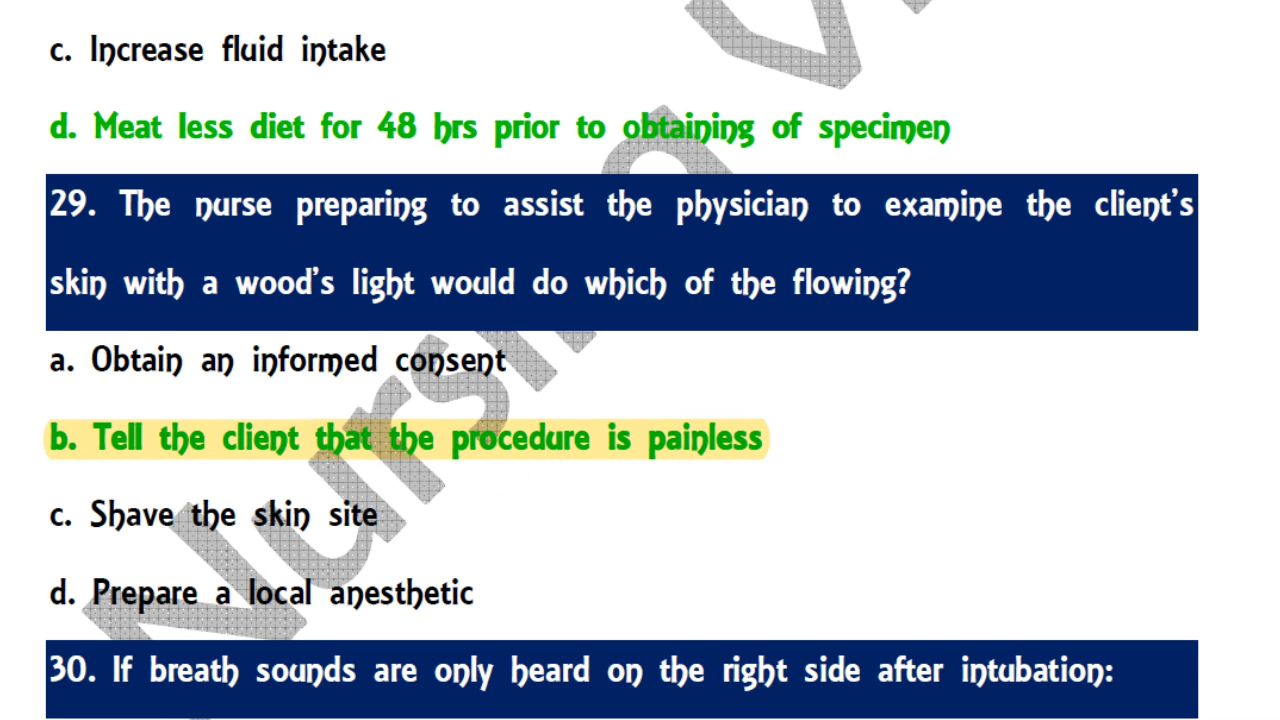 c. Increase fluid intake
d. Meat less diet for 48 hrs prior to obtaining of specimen
29. The nurse preparing to assist the physician to examine the client's
skin with a wood's light would do which of the flowing?
a. Obtain an informed consent
b. Tell the client that the procedure is painless
c. Shave the skin site
d. Prepare a local anesthetic
30. If breath sounds are only heard on the right side after intubation:
Nursing